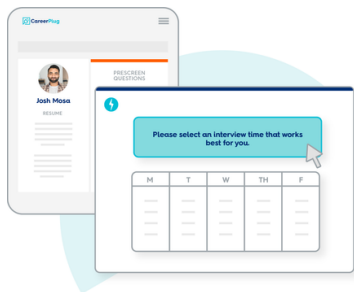 CareerPlug
PRESCREEN
QUESTIONS
Josh Mosa
RESUME
Please select an interview time that works
best for you.
M T W TH F